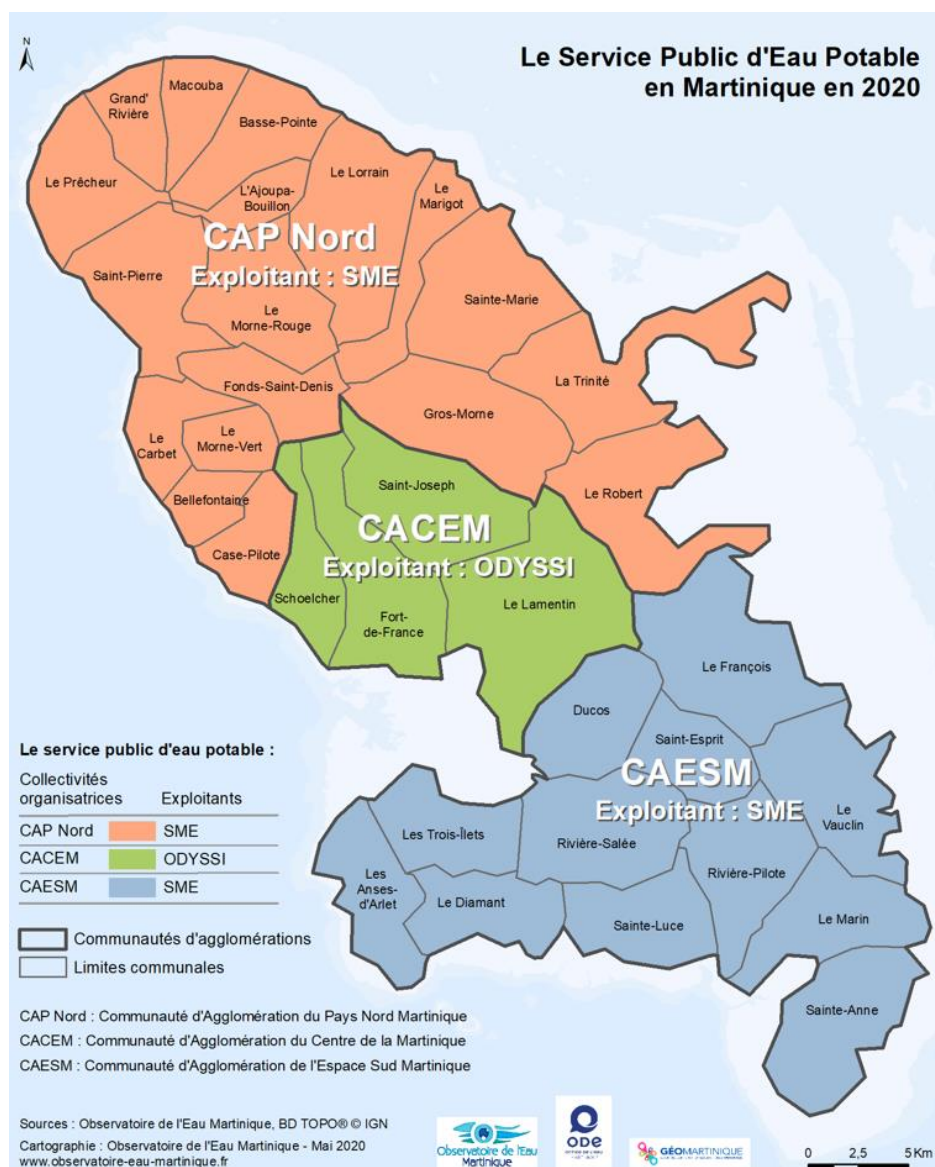 N
Le Service Public d'Eau Potable
en Martinique en 2020
Grand'
Rivière
Macouba
Basse-Pointe
Le Prêcheur
L'Ajoupa-
Bouillon
Le Lorrain
Le
Marigot
CAP Nord
Exploitant : SME
Saint-Pierre
Sainte-Marie
Le
Morne-Rouge
La Trinité
Fonds-Saint-Denis
Gros-Morne
Le
Carbet
Le
Morne-Vert
Bellefontaine
Case-Pilote
Le Robert
Saint-Joseph
CACEM
Exploitant : ODYSSI
Schoelcher
Fort-
de-France
Le Lamentin
Le François
Ducos
Saint-Esprit
CAESM
Exploitant : SME
Le
Vauclin
Les Trois-Îlets
Rivière-Salée
Rivière-Pilote
Les
Anses-
d'Arlet
Le Diamant
Sainte-Luce
Le Marin
Sainte-Anne
Le service public d'eau potable :
Collectivités
organisatrices
Exploitants
CAP Nord SME
CACEM ODYSSI
CAESM SME
Communautés d'agglomérations
Limites communales
CAP Nord : Communauté d'Agglomération du Pays Nord Martinique
CACEM : Communauté d'Agglomération du Centre de la Martinique
CAESM : Communauté d'Agglomération de l'Espace Sud Martinique
Sources : Observatoire de l'Eau Martinique, BD TOPO® © IGN
Cartographie : Observatoire de l'Eau Martinique - Mai 2020
www.observatoire-eau-martinique.fr
Observatoire de l'Eau
Martinique
ODE
GÉOMARTINIQUE
0 2,5 5 Km